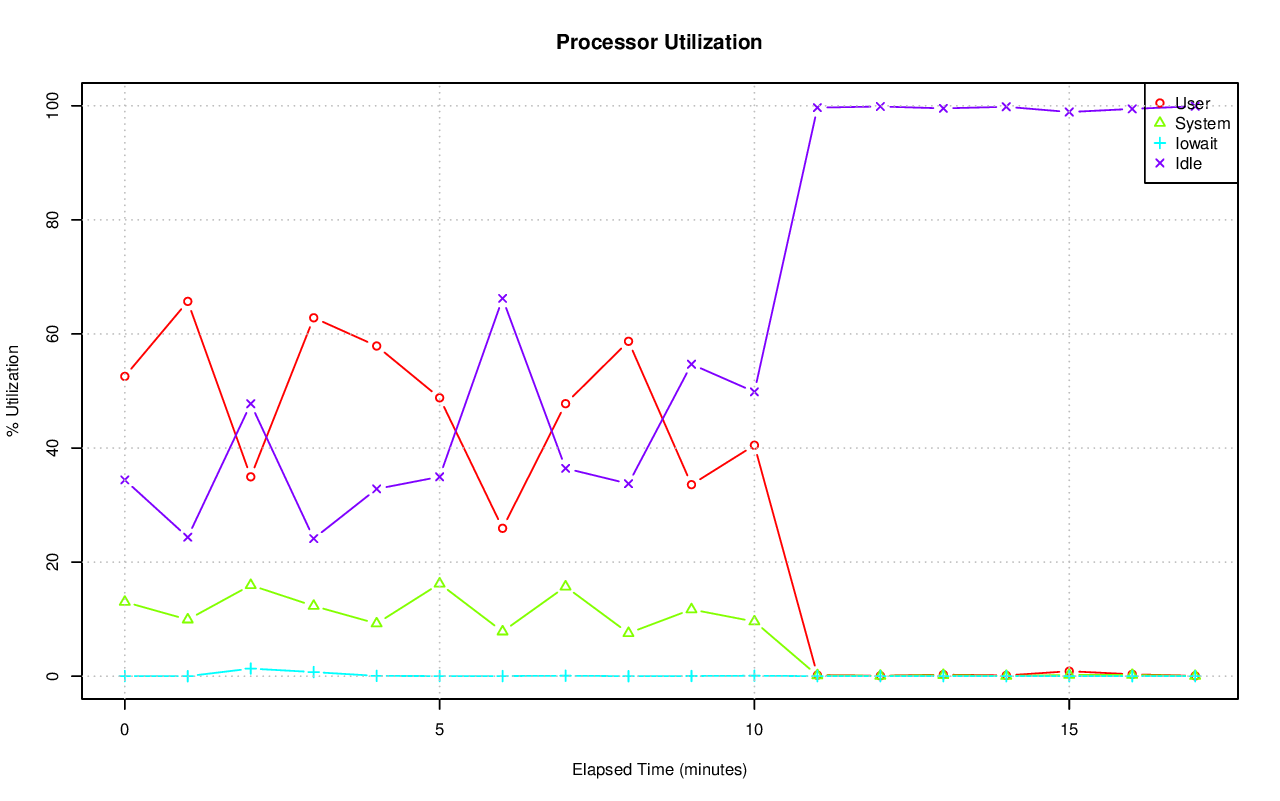 Processor Utilization
% Utilization
100
80
60
40
20
0
User
System
Iowait
Idle
0 5 10 15
Elapsed Time (minutes)